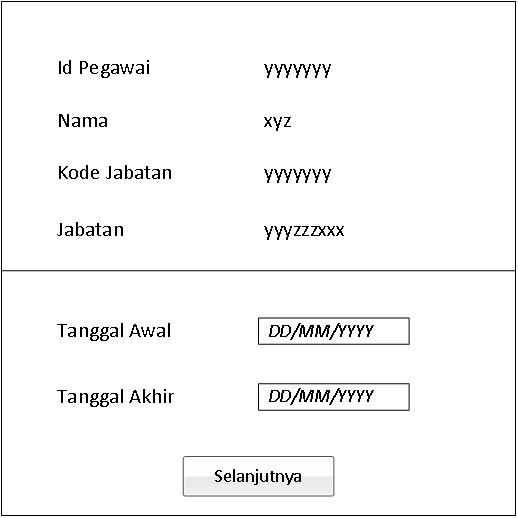 Id Pegawai yyyyyyy
Nama xyz
Kode Jabatan yyyyyyy
Jabatan yyyzzzxxx
Tanggal Awal DD/MM/YYYY
Tanggal Akhir DD/MM/YYYY
Selanjutnya